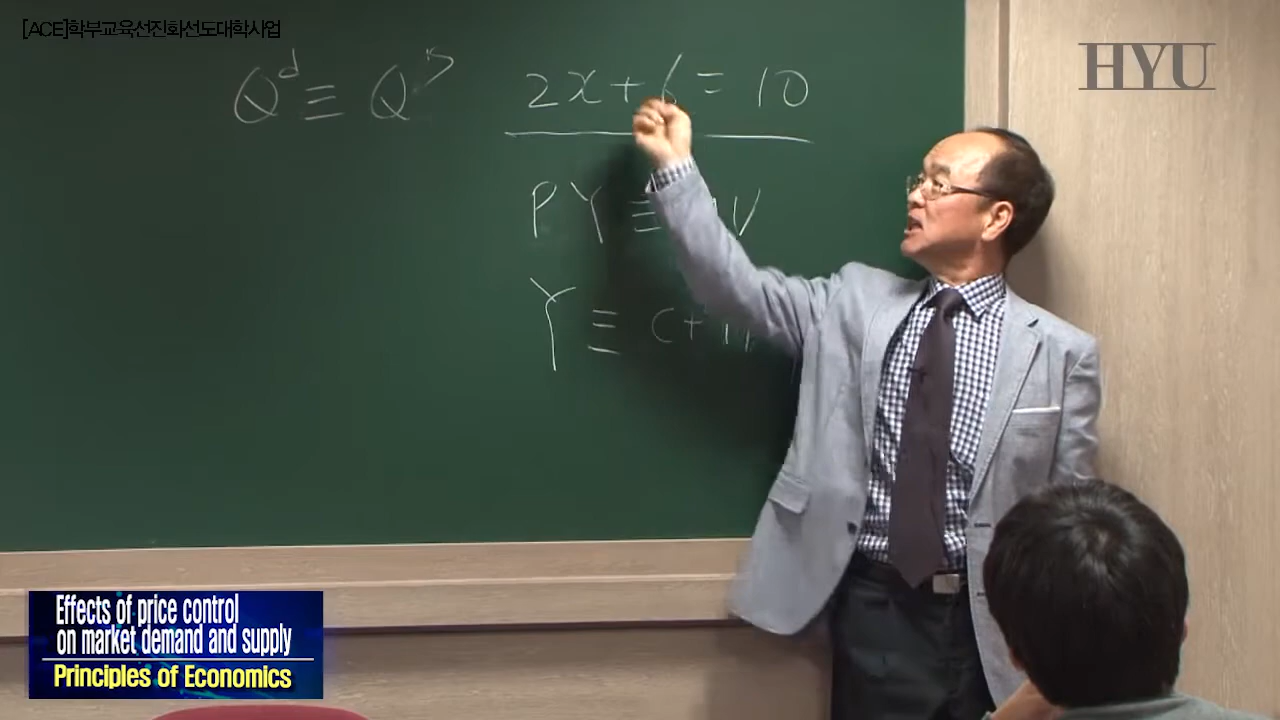 [ACE]학부교육선진화선도대학사업
HYU
Q^d ≡ Q^s
2x+6=10
PY ≡ V
Y ≡ C+
Effects of price control
on market demand and supply
Principles of Economics